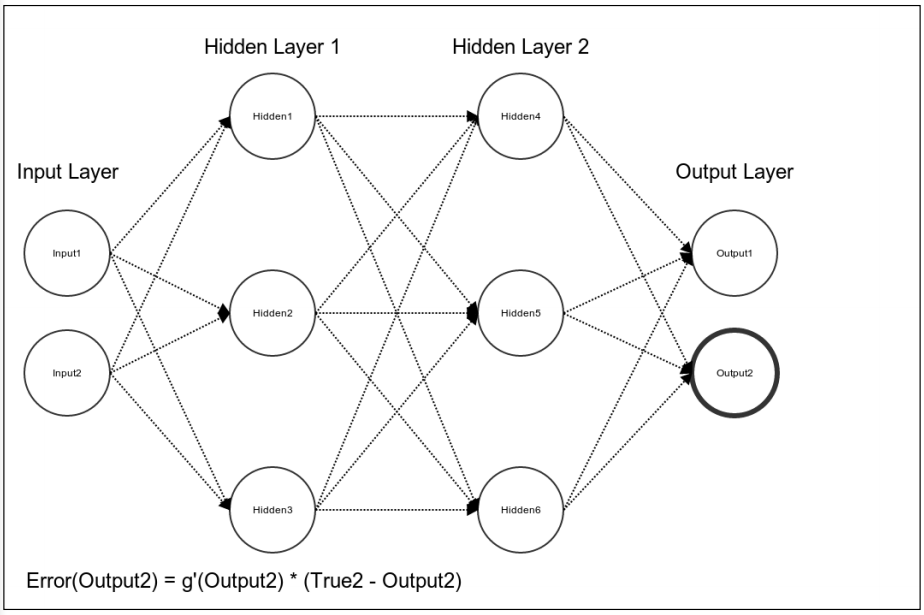 Hidden Layer 1
Hidden Layer 2
Hidden1
Hidden4
Input Layer
Output Layer
Input1
Output1
Hidden2
Hidden5
Input2
Output2
Hidden3
Hidden6
Error(Output2) = g'(Output2) * (True2 - Output2)